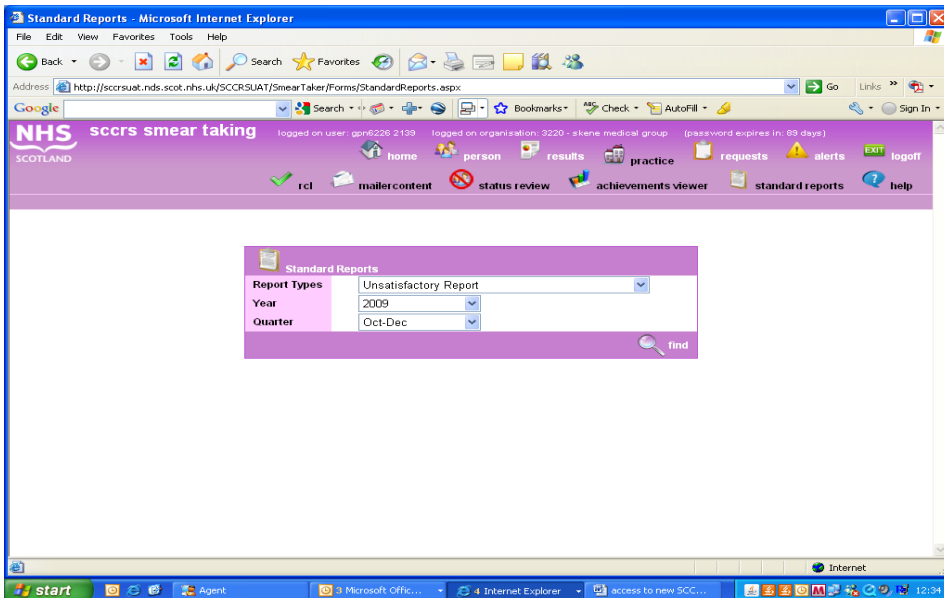 Standard Reports - Microsoft Internet Explorer
File Edit View Favorites Tools Help
Back Search Favorites
Address http://sccrsuat.nds.scot.nhs.uk/SCCRSUAT/SmearTaker/Forms/StandardReports.aspx Go Links »
Google Search Bookmarks Check AutoFill Sign In
NHS sccrs smear taking logged on user: gpn6226 2139 logged on organisation: 3220 - skene medical group (password expires in: 89 days)
SCOTLAND home person results practice requests alerts EXIT logoff
rcl mailercontent status review achievements viewer standard reports help
Standard Reports
Report Types Unsatisfactory Report
Year 2009
Quarter Oct-Dec
find
Internet
start Agent 3 Microsoft Offic... 4 Internet Explorer access to new SCC... 12:34